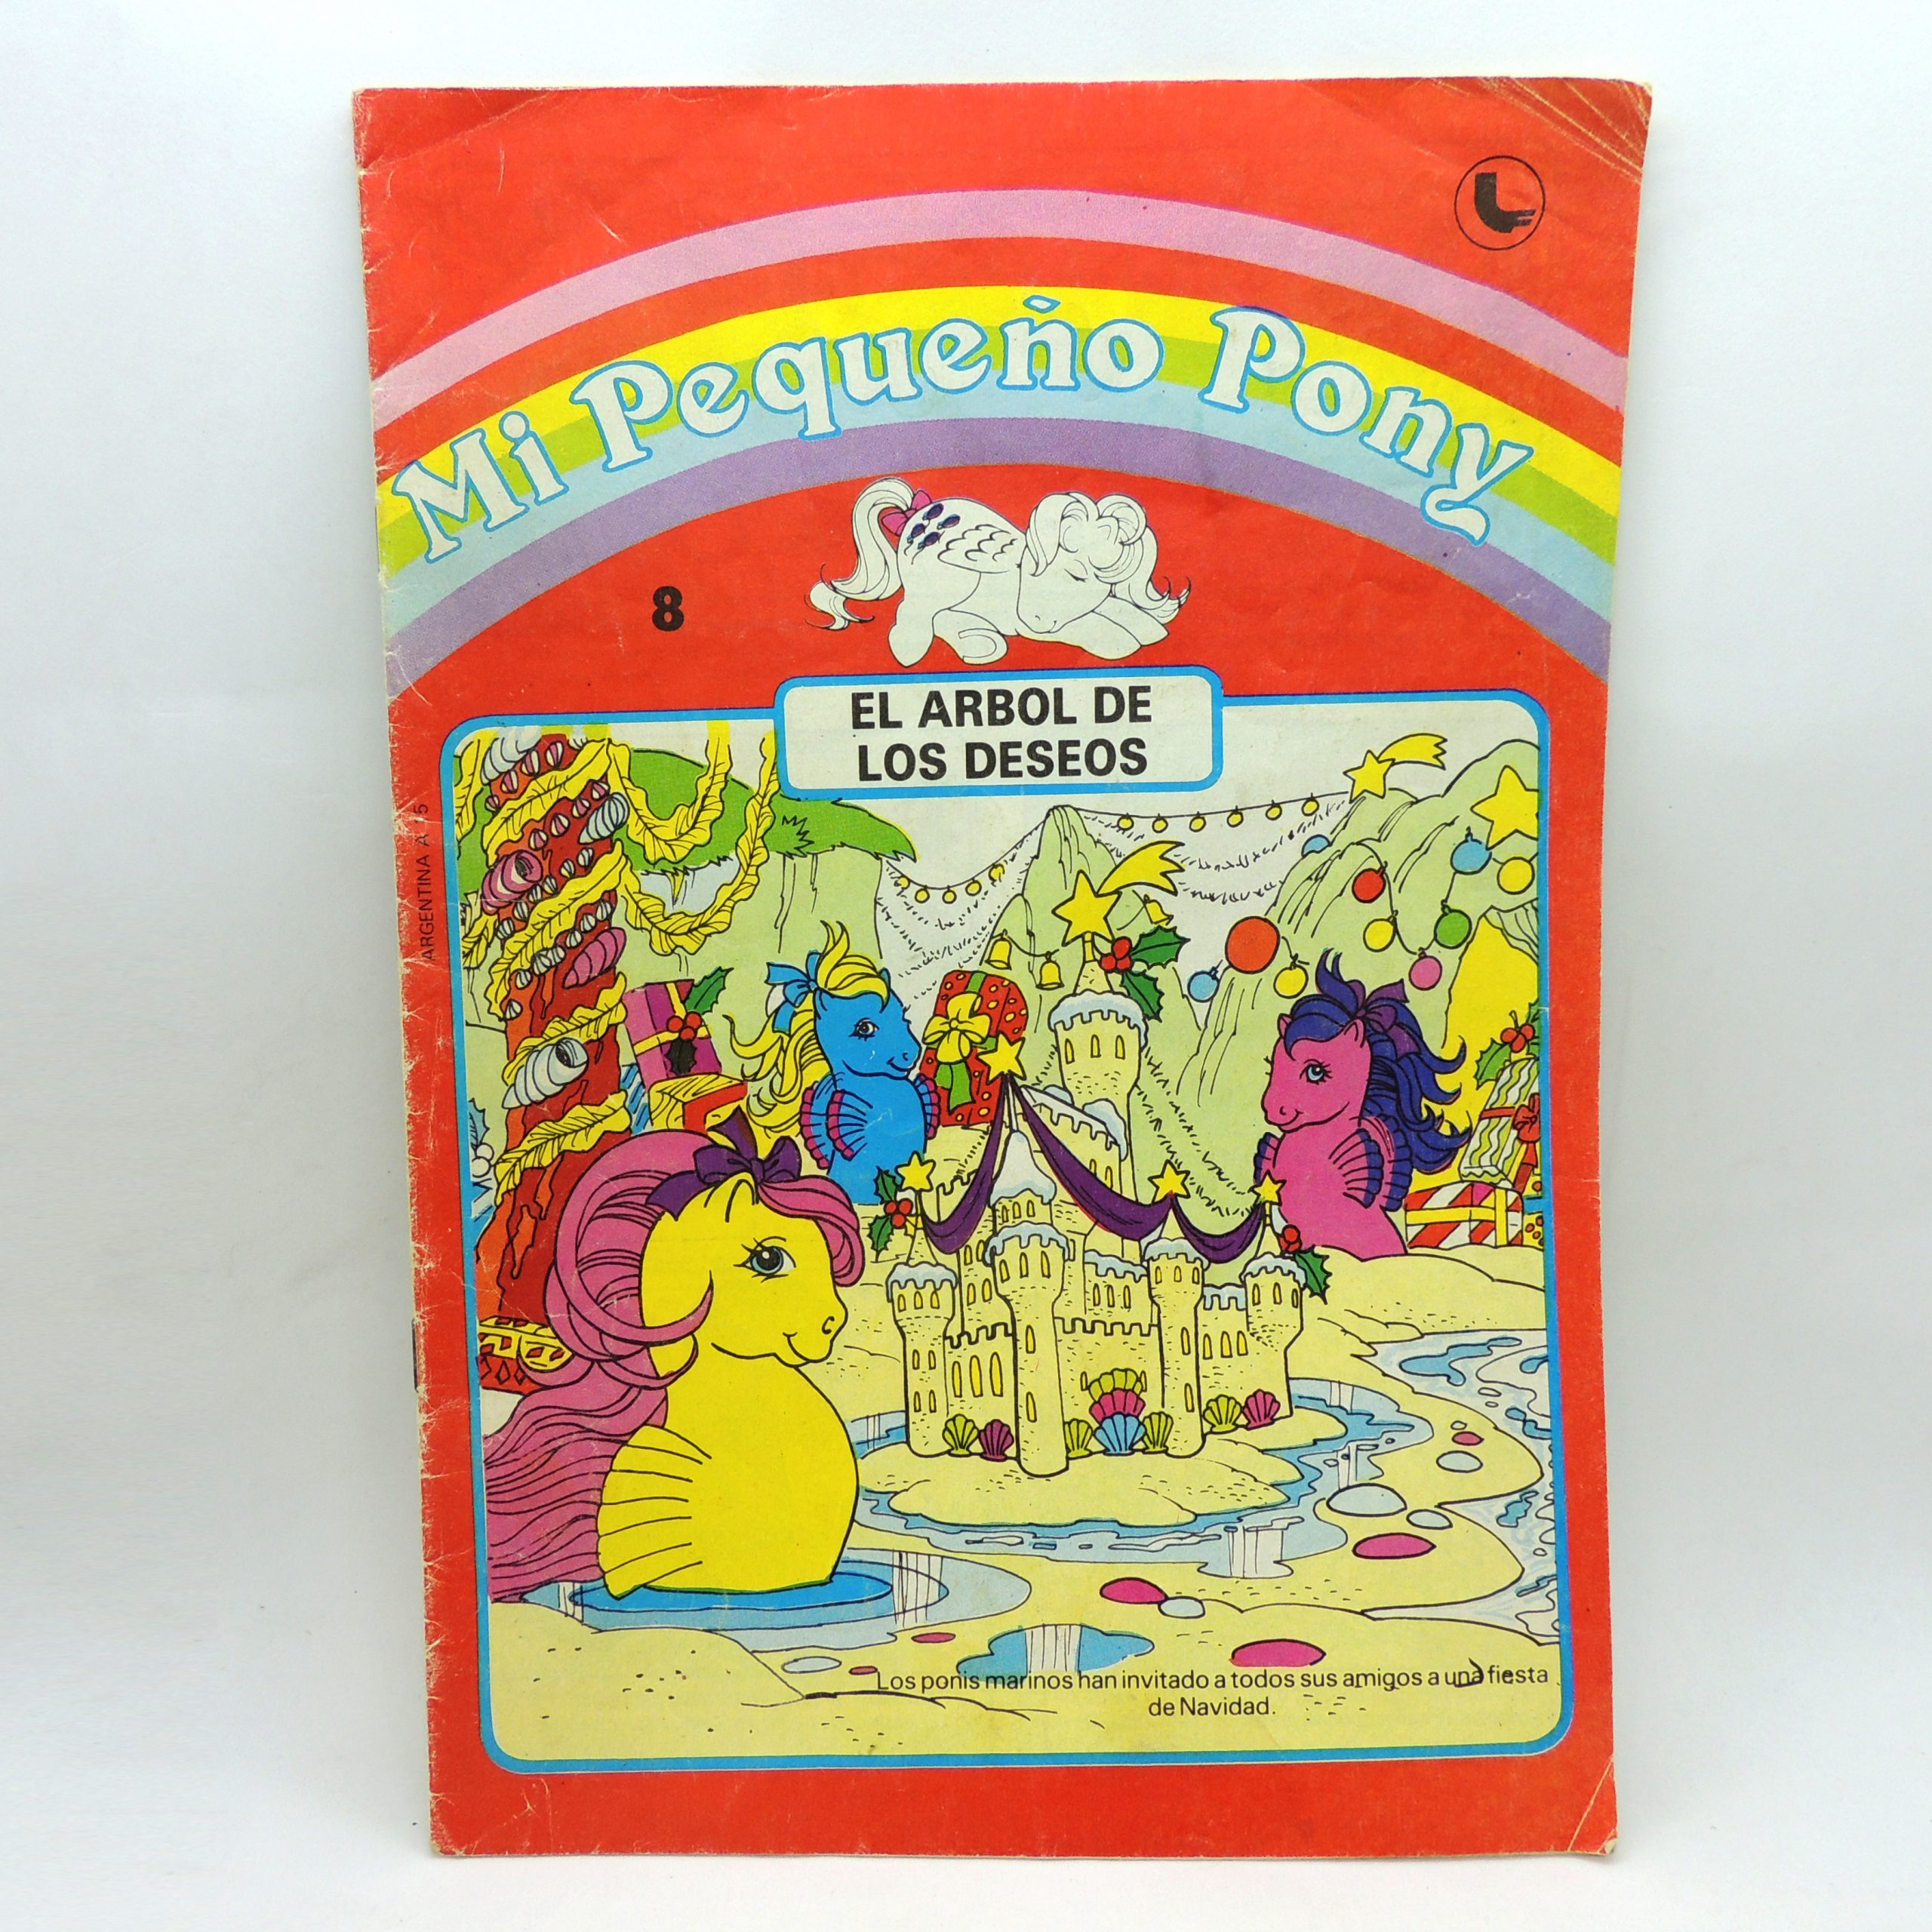 Mi Pequeño Pony
8
EL ARBOL DE
LOS DESEOS
ARGENTINA A
Los ponis marinos han invitado a todos sus amigos a una fiesta
de Navidad.